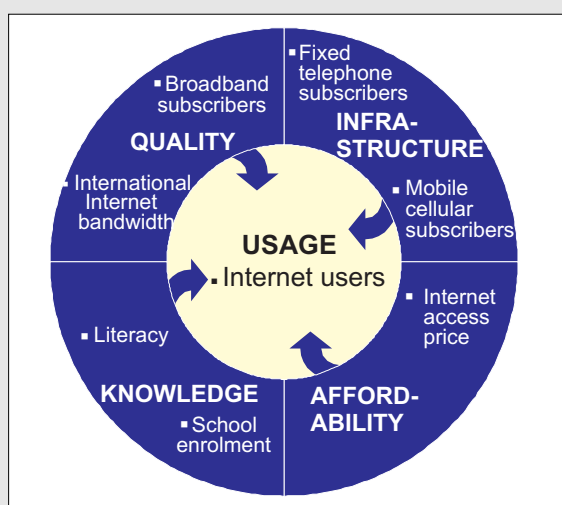 ▪ Broadband
subscribers
QUALITY
▪ International
Internet
bandwidth
▪ Fixed
telephone
subscribers
INFRA-
STRUCTURE
▪ Mobile
cellular
subscribers
USAGE
▪ Internet users
▪ Literacy
KNOWLEDGE
▪ School
enrolment
▪ Internet
access
price
AFFORD-
ABILITY